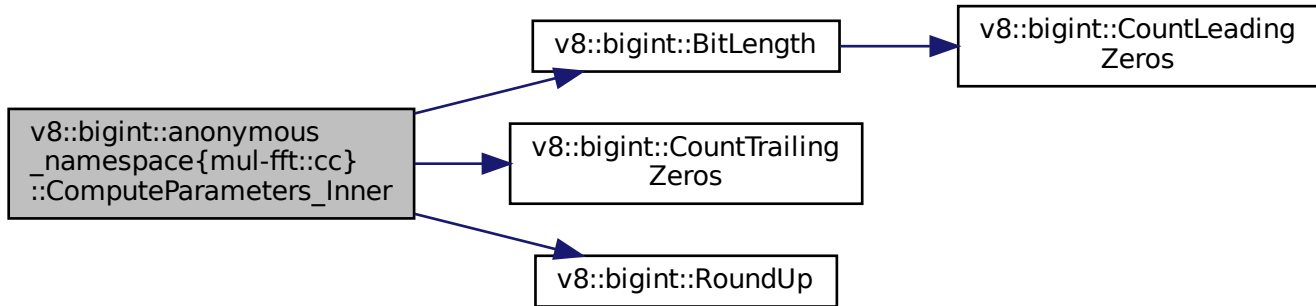 v8::bigint::anonymous
_namespace{mul-fft::cc}
::ComputeParameters_Inner
v8::bigint::BitLength
v8::bigint::CountLeading
Zeros
v8::bigint::CountTrailing
Zeros
v8::bigint::RoundUp